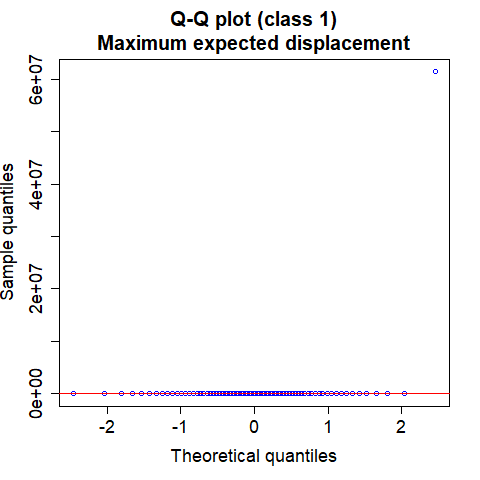 Q-Q plot (class 1)
Maximum expected displacement
Sample quantiles
6e+07
4e+07
2e+07
0e+00
-2 -1 0 1 2
Theoretical quantiles